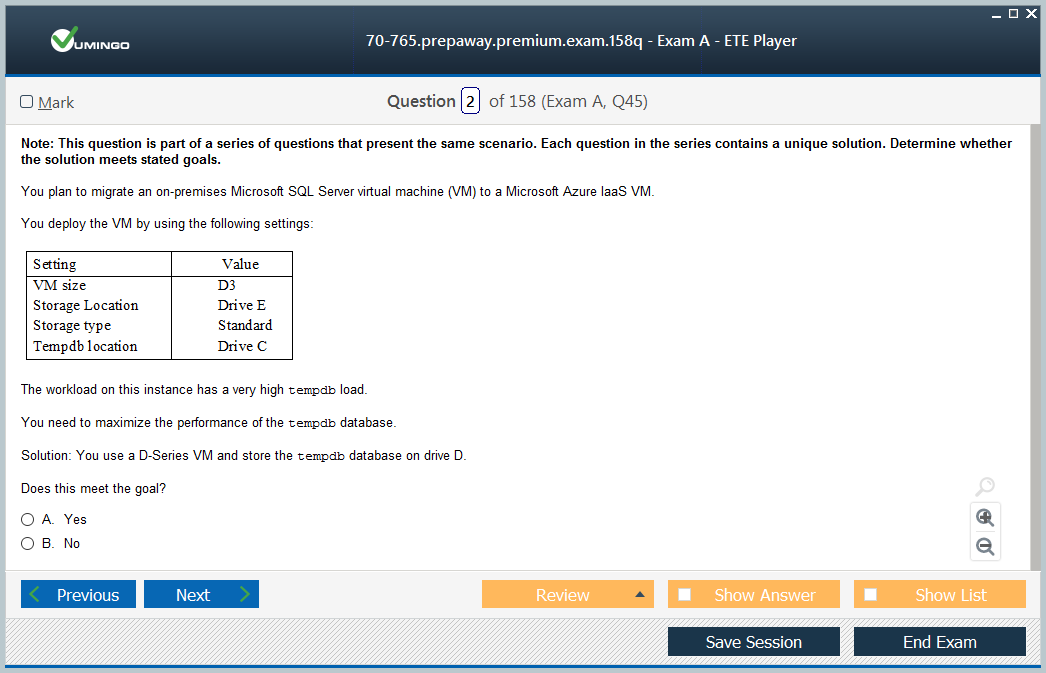 VUMINGO
70-765.prepaway.premium.exam.158q - Exam A - ETE Player
Mark
Question 2 of 158 (Exam A, Q45)
Note: This question is part of a series of questions that present the same scenario. Each question in the series contains a unique solution. Determine whether
the solution meets stated goals.
You plan to migrate an on-premises Microsoft SQL Server virtual machine (VM) to a Microsoft Azure IaaS VM.
You deploy the VM by using the following settings:
Setting Value
VM size D3
Storage Location Drive E
Storage type Standard
Tempdb location Drive C
The workload on this instance has a very high tempdb load.
You need to maximize the performance of the tempdb database.
Solution: You use a D-Series VM and store the tempdb database on drive D.
Does this meet the goal?
A. Yes
B. No
Previous Next Review Show Answer Show List
Save Session End Exam